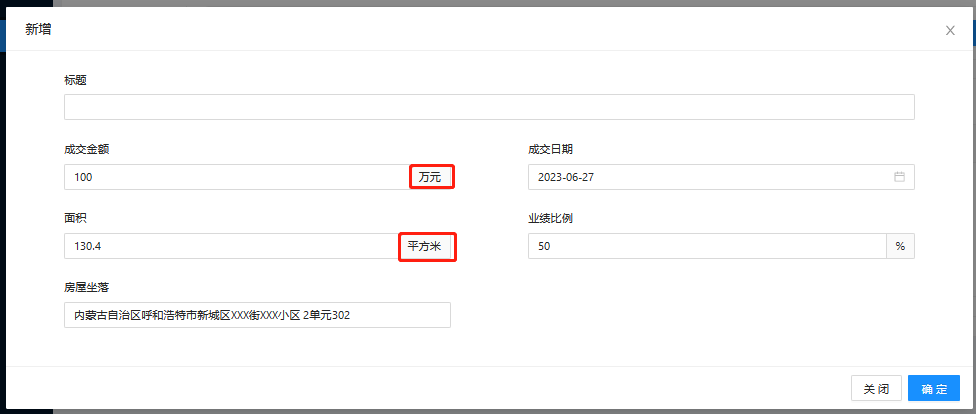 新增
标题
成交金额 成交日期
100 万元 2023-06-27
面积 业绩比例
130.4 平方米 50 %
房屋坐落
内蒙古自治区呼和浩特市新城区XXX街XXX小区 2单元302
关 闭 确 定